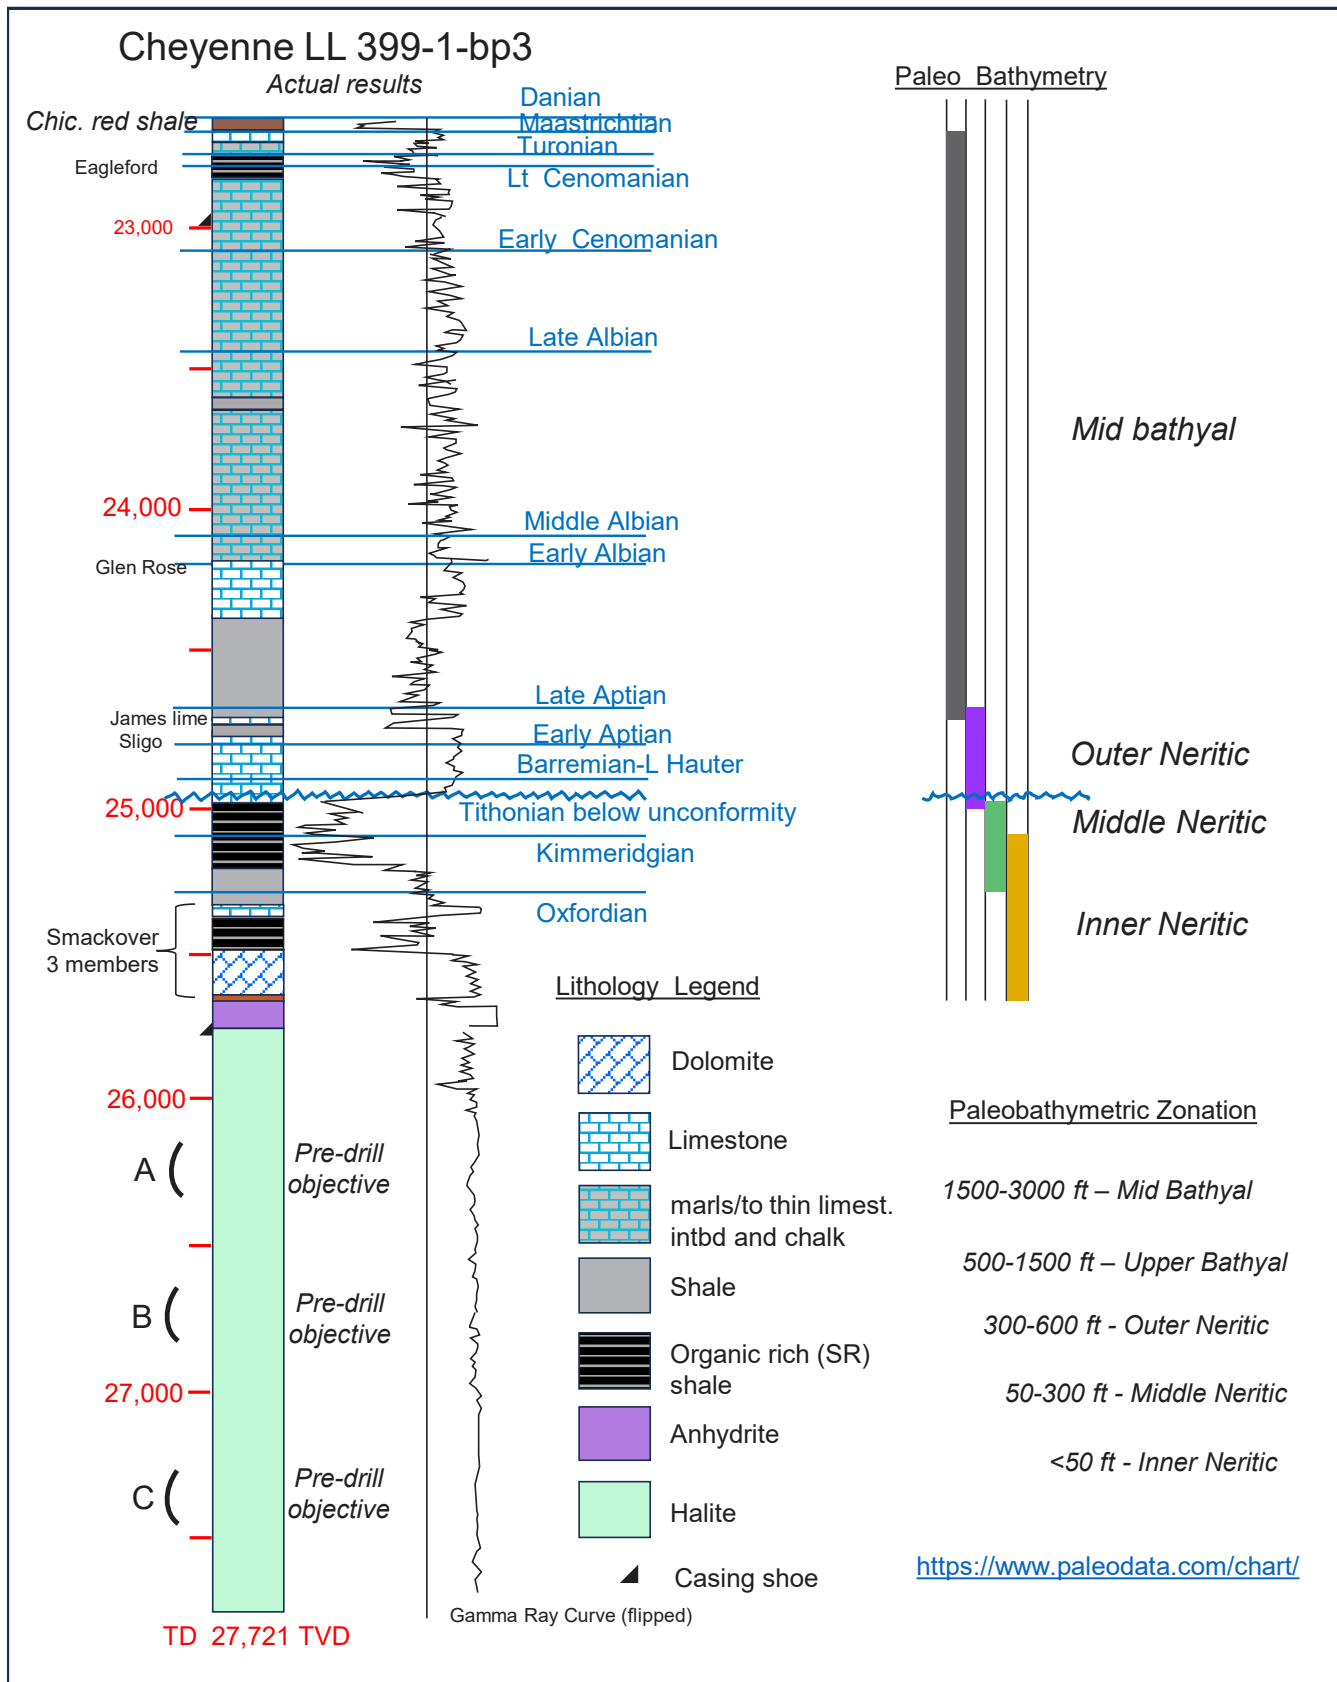 Cheyenne LL 399-1-bp3
Actual results
Paleo Bathymetry
Danian
Chic. red shale
Maastrichtian
Turonian
Eagleford
Lt Cenomanian
23,000
Early Cenomanian
Late Albian
Mid bathyal
24,000
Middle Albian
Early Albian
Glen Rose
Late Aptian
James lime
Early Aptian
Sligo
Outer Neritic
Barremian-L Hauter
25,000
Tithonian below unconformity
Middle Neritic
Kimmeridgian
Oxfordian
Inner Neritic
Smackover
3 members
Lithology Legend
Dolomite
26,000
Paleobathymetric Zonation
Limestone
A
Pre-drill
objective
1500-3000 ft – Mid Bathyal
marls/to thin limest.
intbd and chalk
500-1500 ft – Upper Bathyal
Shale
B
Pre-drill
objective
300-600 ft - Outer Neritic
Organic rich (SR)
shale
27,000
50-300 ft - Middle Neritic
Anhydrite
<50 ft - Inner Neritic
C
Pre-drill
objective
Halite
https://www.paleodata.com/chart/
Casing shoe
Gamma Ray Curve (flipped)
TD 27,721 TVD